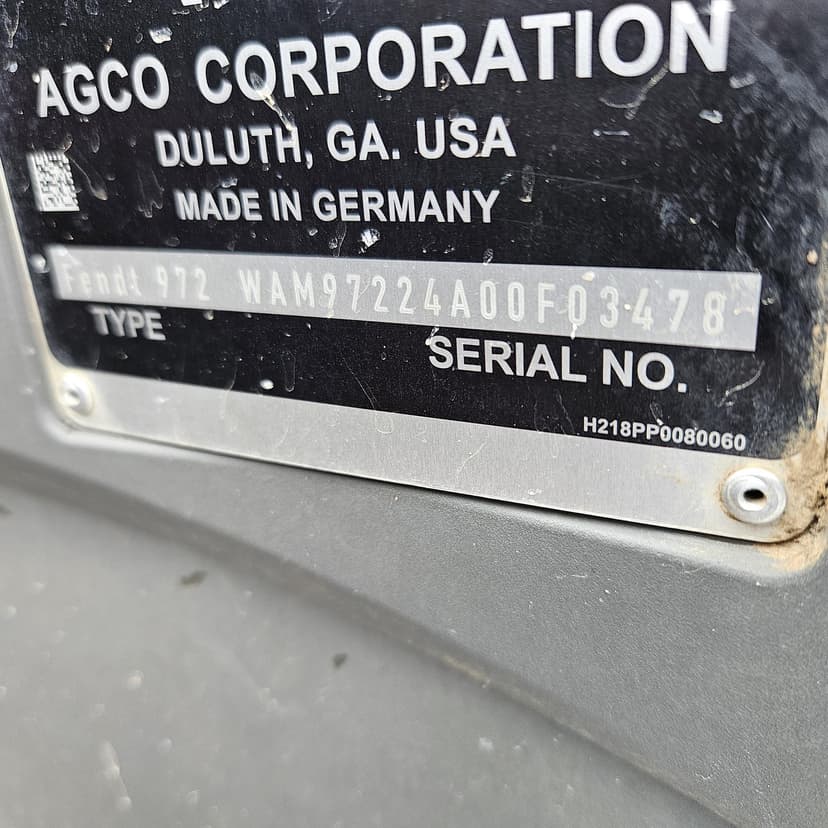 AGCO CORPORATION
DULUTH, GA. USA
MADE IN GERMANY
Fendt 972 WAM97224A00F03478
TYPE SERIAL NO.
H218PP0080060